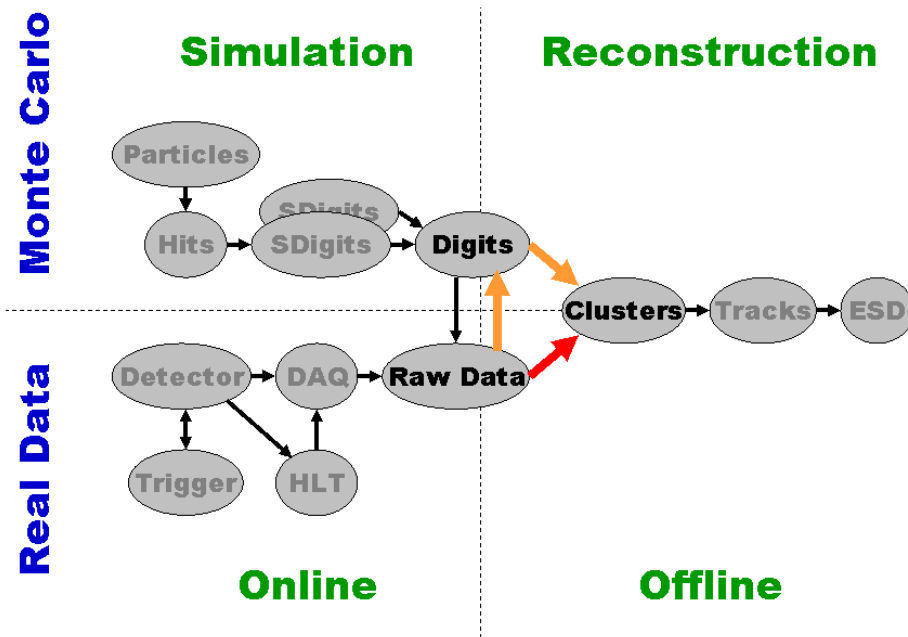 Simulation
Reconstruction
Monte Carlo
Particles
SDigits
Hits
SDigits
Digits
Clusters
Tracks
ESD
Real Data
Detector
DAQ
Raw Data
Trigger
HLT
Online
Offline